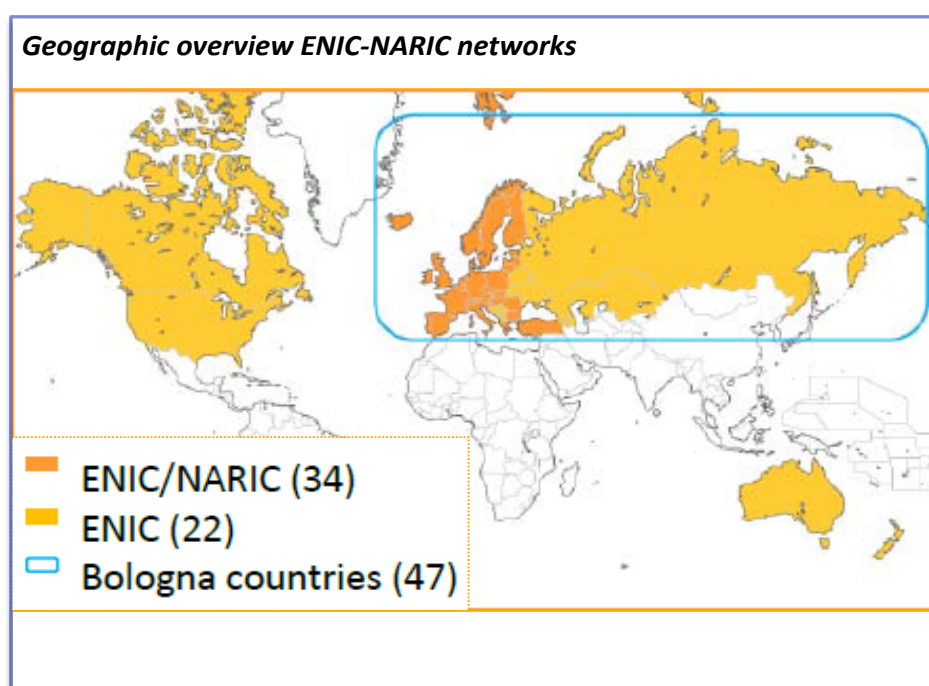 Geographic overview ENIC-NARIC networks
ENIC/NARIC (34)
ENIC (22)
Bologna countries (47)